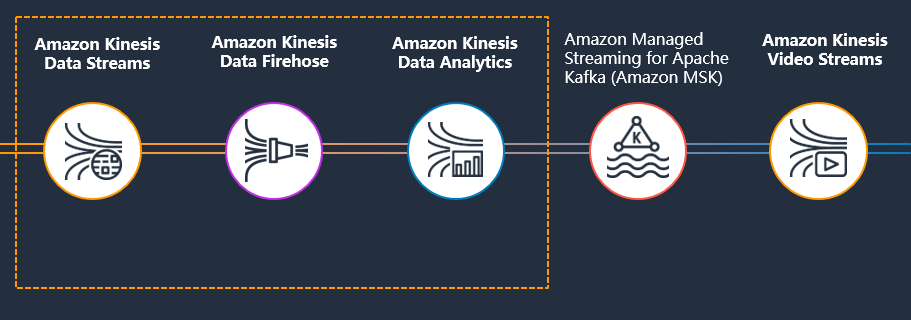 Amazon Kinesis
Data Streams
Amazon Kinesis
Data Firehose
Amazon Kinesis
Data Analytics
Amazon Managed
Streaming for Apache
Kafka (Amazon MSK)
K
Amazon Kinesis
Video Streams